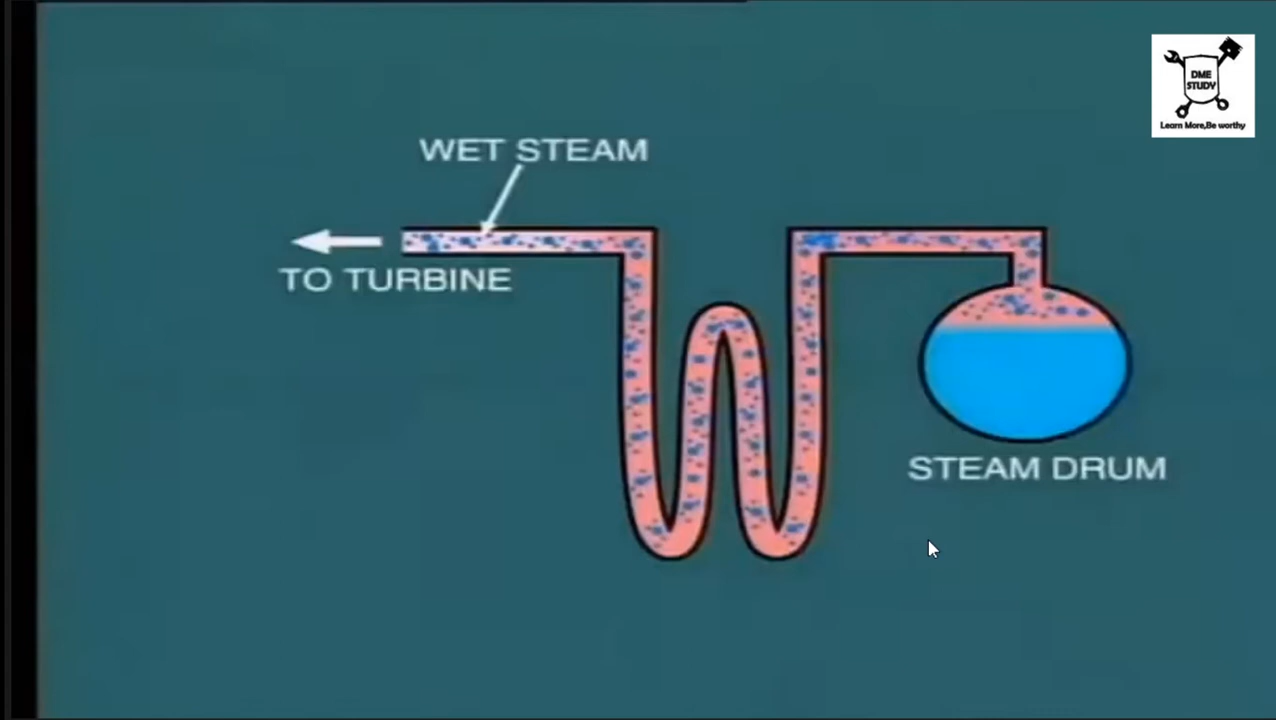 DME
STUDY
Learn More,Be worthy
WET STEAM
TO TURBINE
STEAM DRUM